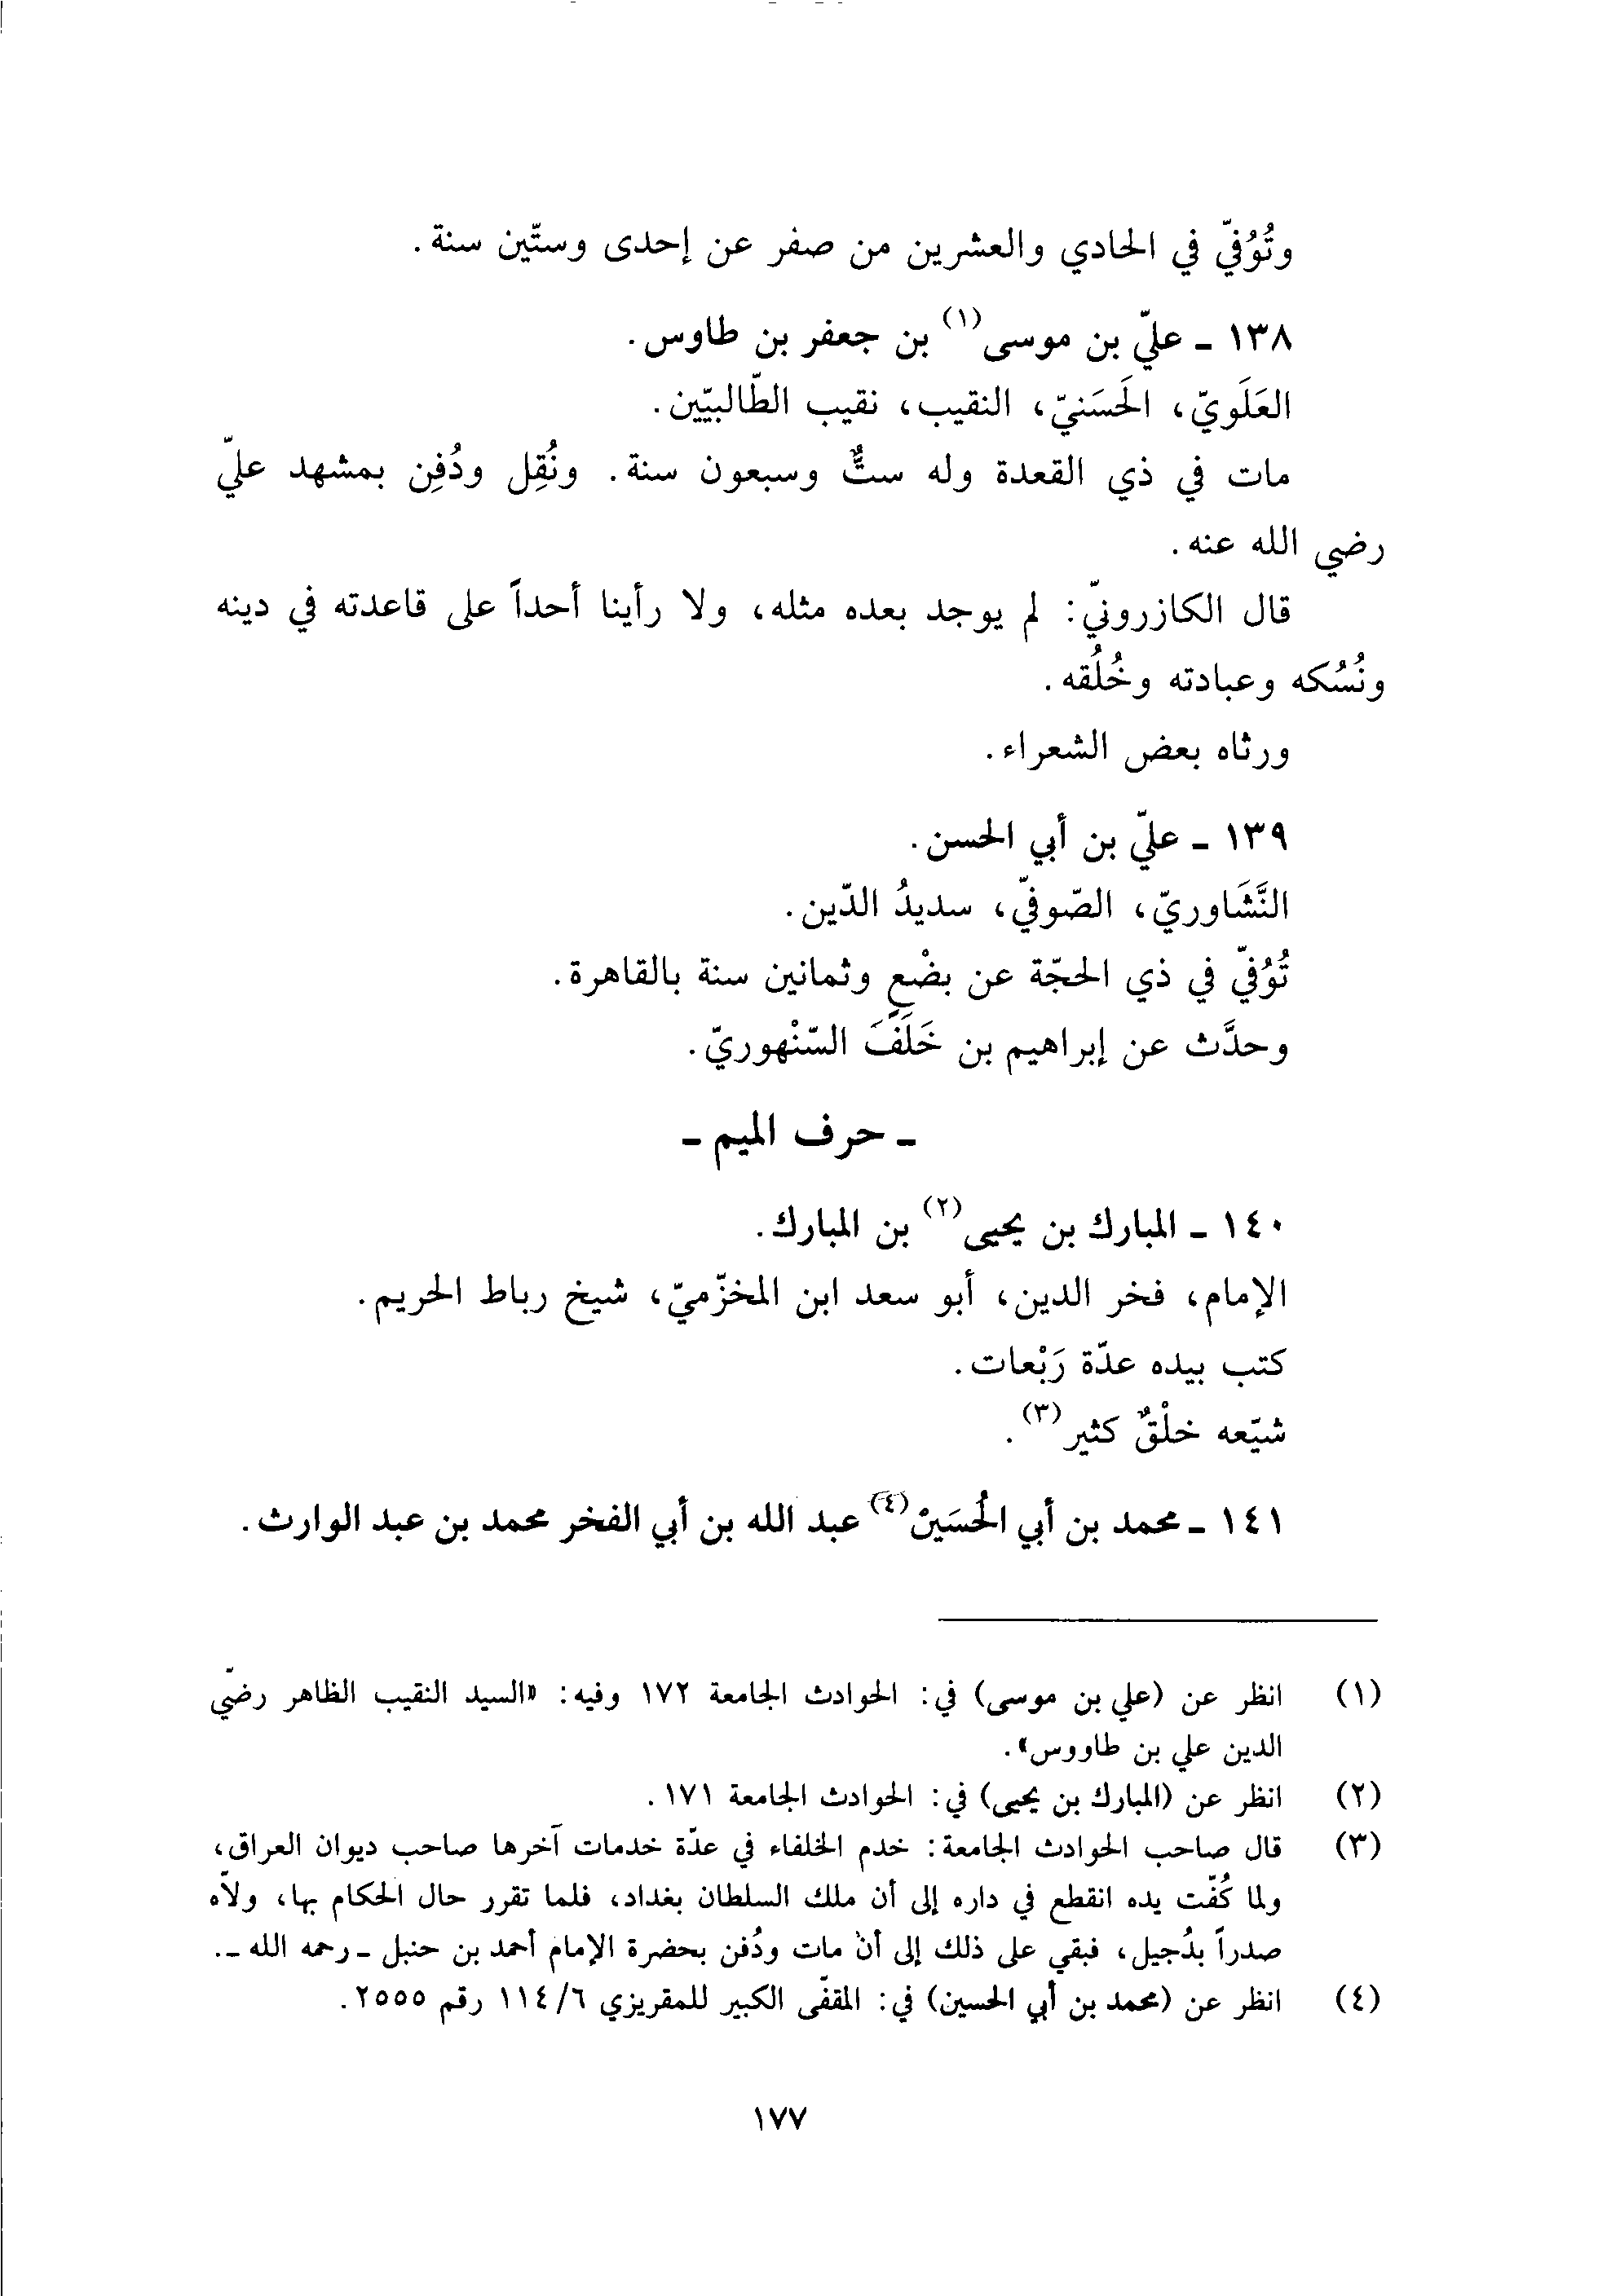 وتُوُفّي في الحادي والعشرين من صفر عن إحدى وستّين سنة.
١٣٨ ـ عليّ بن موسى(١) بن جعفر بن طاوس.
العَلَويّ، الحَسَنيّ، النقيب، نقيب الطّالبيّين.
مات في ذي القعدة وله ستٌّ وسبعون سنة. ونُقِل ودُفِن بمشهد عليّ
رضي الله عنه.
قال الكازرونيّ: لم يوجد بعده مثله، ولا رأينا أحداً على قاعدته في دينه
ونُسُكه وعبادته وخُلُقه.
ورثاه بعض الشعراء.
١٣٩ ـ عليّ بن أبي الحسن.
النَّشَاوريّ، الصّوفيّ، سديدُ الدّين.
تُوُفّي في ذي الحجّة عن بضْعٍ وثمانين سنة بالقاهرة.
وحدَّث عن إبراهيم بن خَلَفَ السّنْهوريّ.
ـ حرف الميم ـ
١٤٠ ـ المبارك بن يحيى(٢) بن المبارك.
الإمام، فخر الدين، أبو سعد ابن المخزّميّ، شيخ رباط الحريم.
كتب بيده عدّة رَبْعات.
شيّعه خلْقٌ كثير(٣).
١٤١ ـ محمد بن أبي الحُسَيْن(٤) عبد الله بن أبي الفخر محمد بن عبد الوارث.
(١) انظر عن (علي بن موسى) في: الحوادث الجامعة ١٧٢ وفيه: «السيد النقيب الظاهر رضّي
الدين علي بن طاووس».
(٢) انظر عن (المبارك بن يحيى) في: الحوادث الجامعة ١٧١.
(٣) قال صاحب الحوادث الجامعة: خدم الخلفاء في عدّة خدمات آخرها صاحب ديوان العراق،
ولما كُفّت يده انقطع في داره إلى أن ملك السلطان بغداد، فلما تقرر حال الحكام بها، ولاّه
صدراً بدُجيل، فبقي على ذلك إلى أن مات ودُفن بحضرة الإمام أحمد بن حنبل ـ رحمه الله ـ.
(٤) انظر عن (محمد بن أبي الحسين) في: المقفّى الكبير للمقريزي ١١٤/٦ رقم ٢٥٥٥.
١٧٧